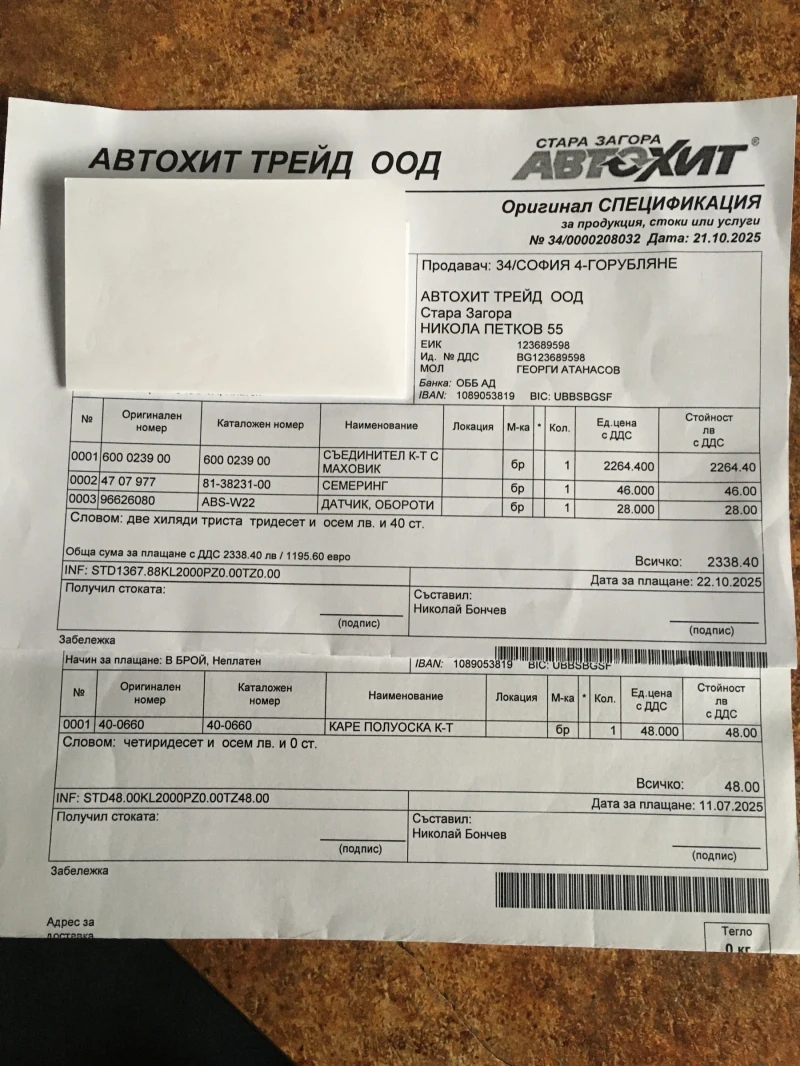 АВТОХИТ ТРЕЙД ООД
СТАРА ЗАГОРА
АВТОХИТ®
Оригинал СПЕЦИФИКАЦИЯ
за продукция, стоки или услуги
№ 34/0000208032 Дата: 21.10.2025
Продавач: 34/СОФИЯ 4-ГОРУБЛЯНЕ
АВТОХИТ ТРЕЙД ООД
Стара Загора
НИКОЛА ПЕТКОВ 55
ЕИК 123689598
Ид. № ДДС BG123689598
МОЛ ГЕОРГИ АТАНАСОВ
Банка: ОББ АД
IBAN: 1089053819 BIC: UBBSBGSF
№ Оригинален номер Каталожен номер Наименование Локация М-ка * Кол. Ед.цена с ДДС Стойност лв с ДДС
0001 600 0239 00 600 0239 00 СЪЕДИНИТЕЛ К-Т С МАХОВИК бр 1 2264.400 2264.40
0002 47 07 977 81-38231-00 СЕМЕРИНГ бр 1 46.000 46.00
0003 96626080 ABS-W22 ДАТЧИК, ОБОРОТИ бр 1 28.000 28.00
Словом: две хиляди триста тридесет и осем лв. и 40 ст.
Обща сума за плащане с ДДС 2338.40 лв / 1195.60 евро
Всичко: 2338.40
INF: STD1367.88KL2000PZ0.00TZ0.00
Дата за плащане: 22.10.2025
Получил стоката:
Съставил:
Николай Бончев
(подпис)
(подпис)
Забележка
Начин за плащане: В БРОЙ, Неплатен
IBAN: 1089053819 BIC: UBBSBGSF
№ Оригинален номер Каталожен номер Наименование Локация М-ка * Кол. Ед.цена с ДДС Стойност лв с ДДС
0001 40-0660 40-0660 КАРЕ ПОЛУОСКА К-Т бр 1 48.000 48.00
Словом: четиридесет и осем лв. и 0 ст.
Всичко: 48.00
INF: STD48.00KL2000PZ0.00TZ48.00
Дата за плащане: 11.07.2025
Получил стоката:
Съставил:
Николай Бончев
(подпис)
(подпис)
Забележка
Адрес за
доставка
Тегло
0 кг